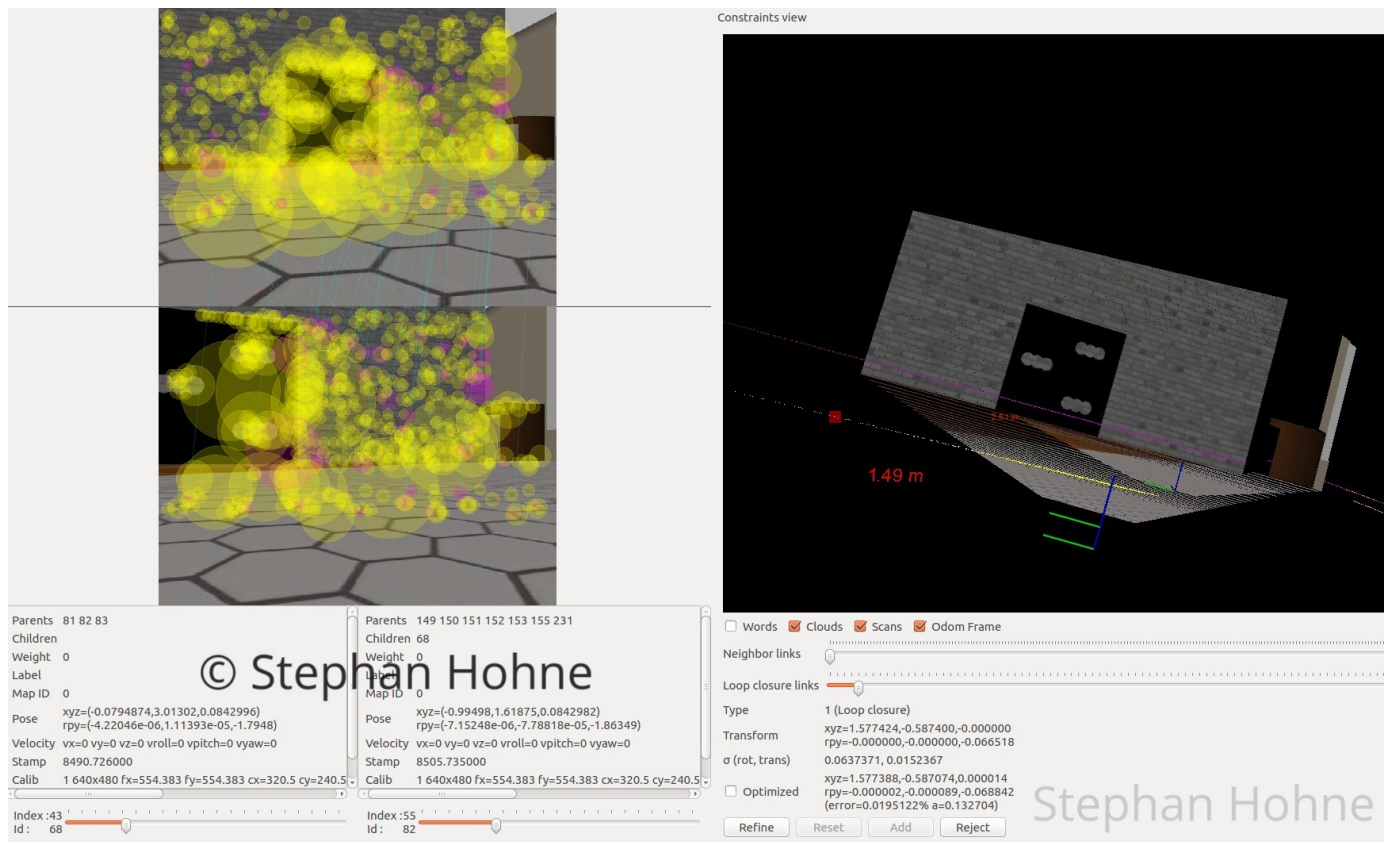 Constraints view
2.61 m
1.49 m
Parents 81 82 83
Children
Weight 0
Label
Map ID 0
Pose xyz=(-0.0794874,3.01302,0.0842996)
rpy=(-4.22046e-06,1.11393e-05,-1.7948)
Velocity vx=0 vy=0 vz=0 vroll=0 vpitch=0 vyaw=0
Stamp 8490.726000
Calib 1 640x480 fx=554.383 fy=554.383 cx=320.5 cy=240.5
Index :43
Id : 68
Parents 149 150 151 152 153 155 231
Children 68
Weight 0
Label
Map ID 0
Pose xyz=(-0.99498,1.61875,0.0842982)
rpy=(-7.15248e-06,-7.78818e-05,-1.86349)
Velocity vx=0 vy=0 vz=0 vroll=0 vpitch=0 vyaw=0
Stamp 8505.735000
Calib 1 640x480 fx=554.383 fy=554.383 cx=320.5 cy=240.5
Index :55
Id : 82
© Stephan Hohne
Words Clouds Scans Odom Frame
Neighbor links
Loop closure links
Type 1 (Loop closure)
Transform xyz=1.577424,-0.587400,-0.000000
rpy=-0.000000,-0.000000,-0.066518
σ (rot, trans) 0.0637371, 0.0152367
Optimized xyz=1.577388,-0.587074,0.000014
rpy=-0.000002,-0.000089,-0.068842
(error=0.0195122% a=0.132704)
Refine Reset Add Reject
Stephan Hohne